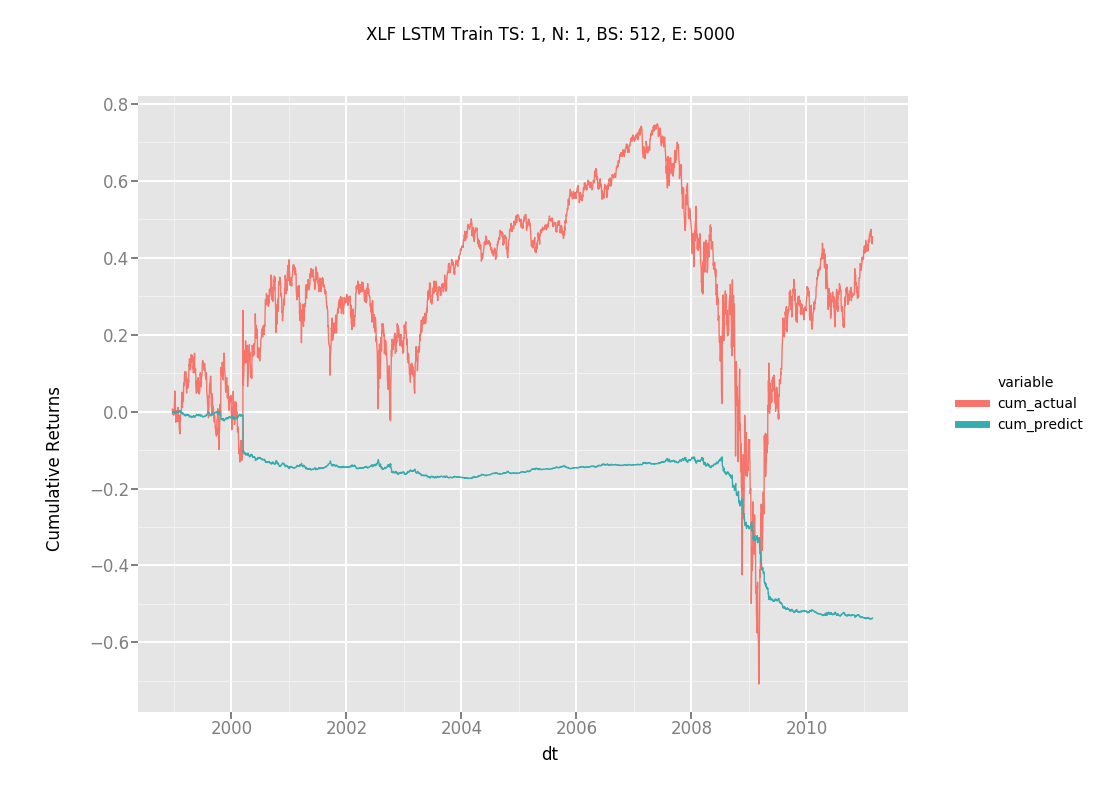 XLF LSTM Train TS: 1, N: 1, BS: 512, E: 5000
Cumulative Returns
0.8
0.6
0.4
0.2
0.0
−0.2
−0.4
−0.6
2000
2002
2004
2006
2008
2010
dt
variable
cum_actual
cum_predict